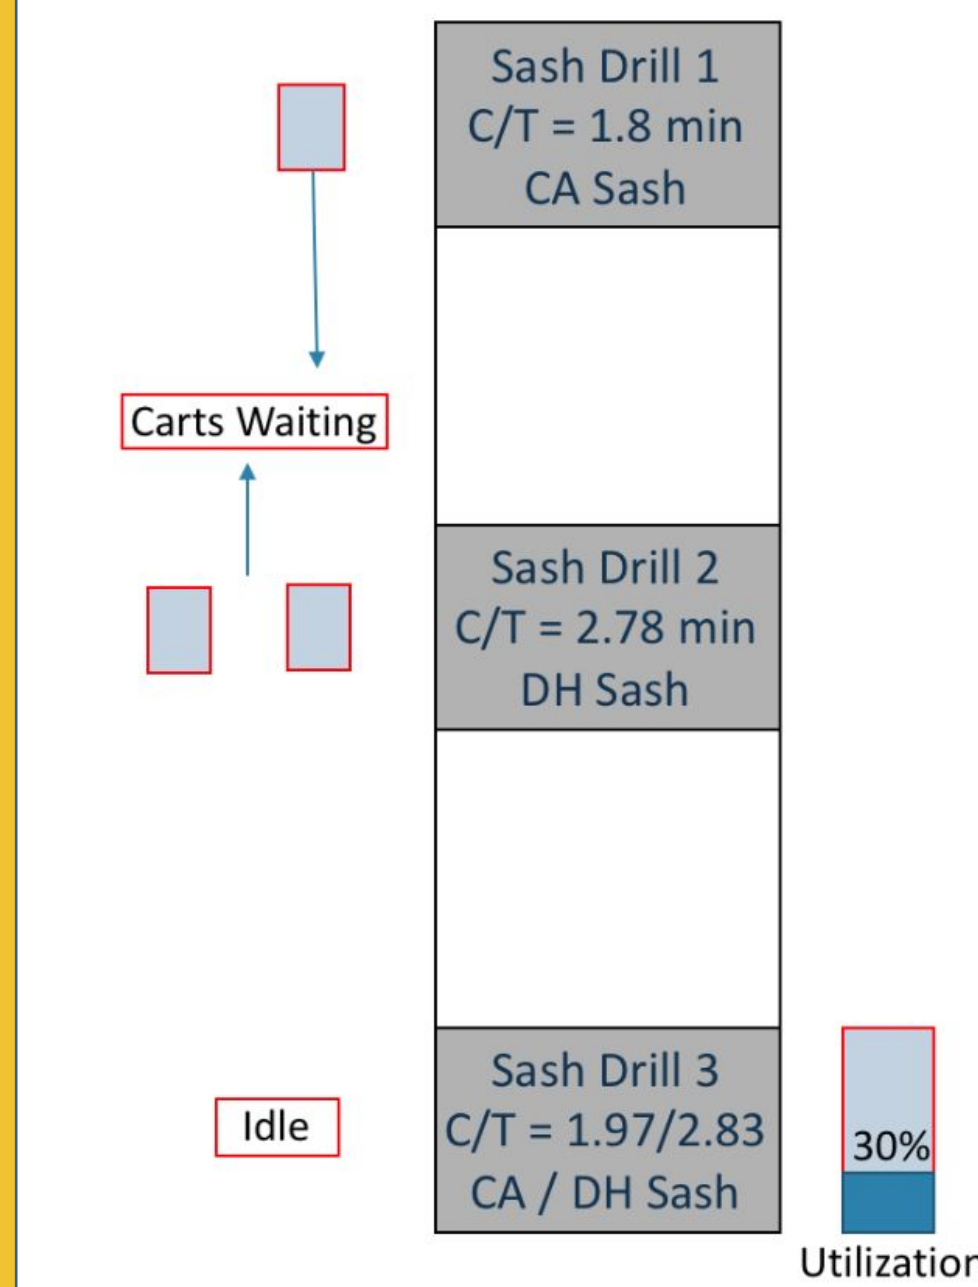 Sash Drill 1
C/T = 1.8 min
CA Sash
Carts Waiting
Sash Drill 2
C/T = 2.78 min
DH Sash
Idle
Sash Drill 3
C/T = 1.97/2.83
CA / DH Sash
30%
Utilization